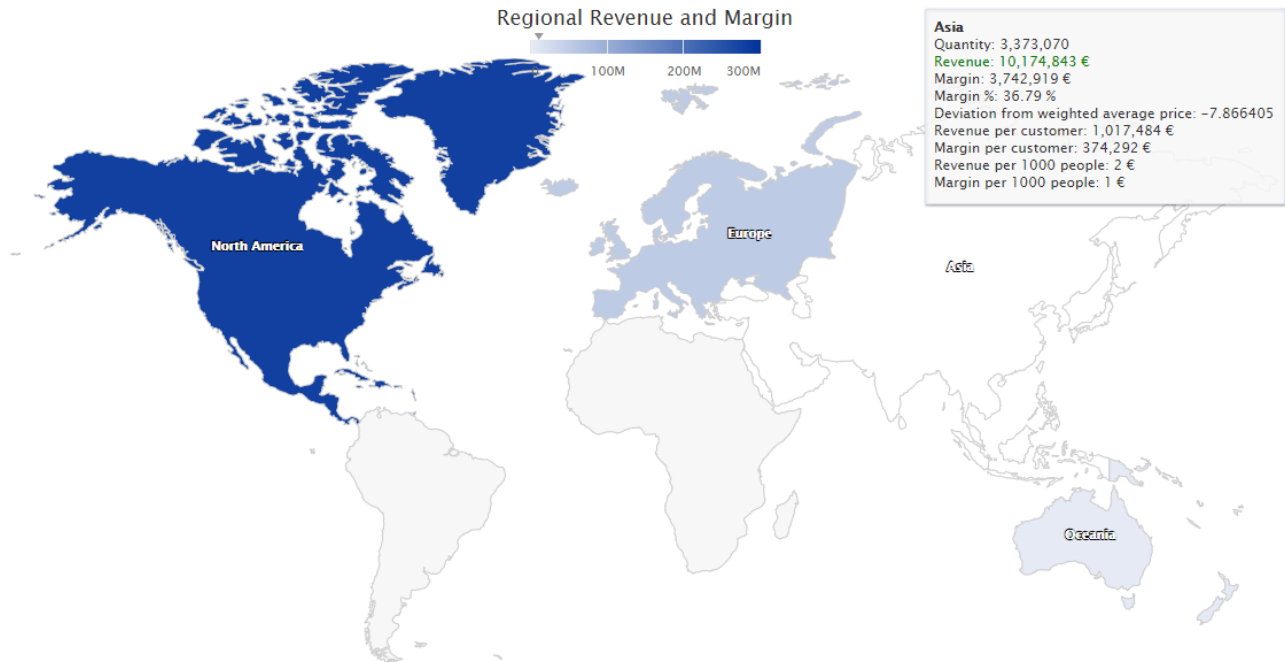 Regional Revenue and Margin
100M 200M 300M
Asia
Quantity: 3,373,070
Revenue: 10,174,843 €
Margin: 3,742,919 €
Margin %: 36.79 %
Deviation from weighted average price: -7.866405
Revenue per customer: 1,017,484 €
Margin per customer: 374,292 €
Revenue per 1000 people: 2 €
Margin per 1000 people: 1 €
North America
Europe
Asia
Oceania